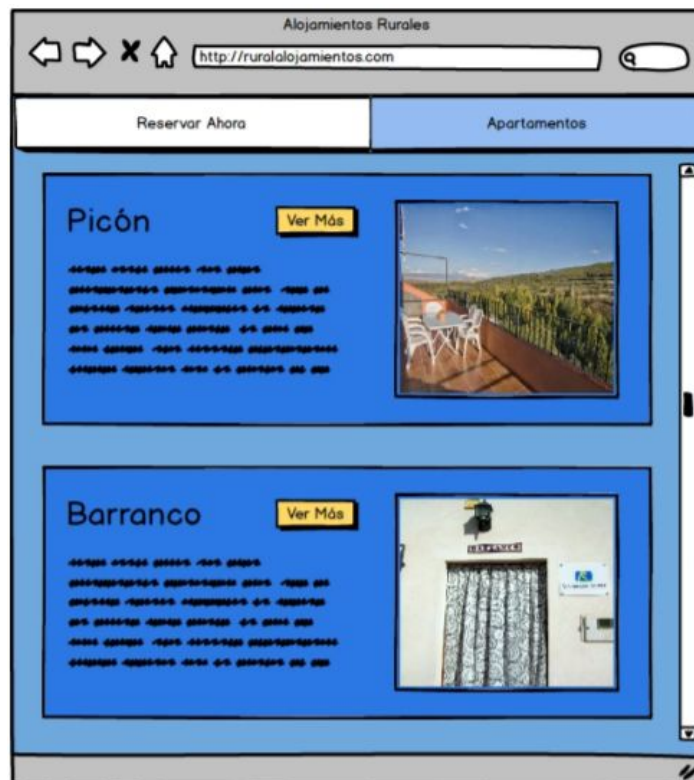 Alojamientos Rurales
http://ruralalojamientos.com
Reservar Ahora
Apartamentos
Picón
Ver Más
Barranco
Ver Más